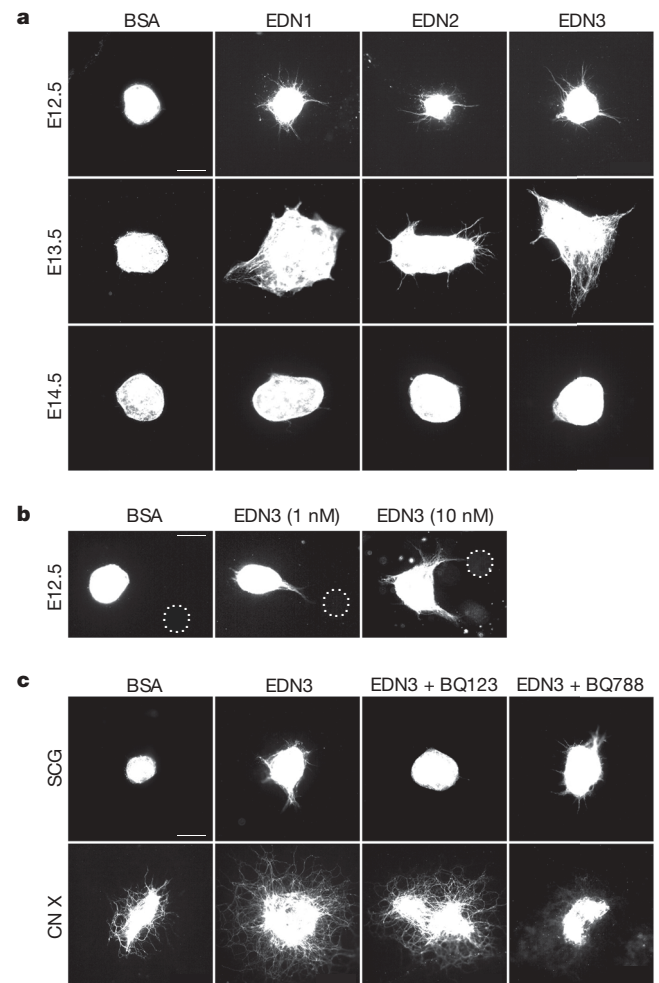 a
BSA EDN1 EDN2 EDN3
E12.5
E13.5
E14.5
b
BSA EDN3 (1 nM) EDN3 (10 nM)
E12.5
c
BSA EDN3 EDN3 + BQ123 EDN3 + BQ788
SCG
CN X